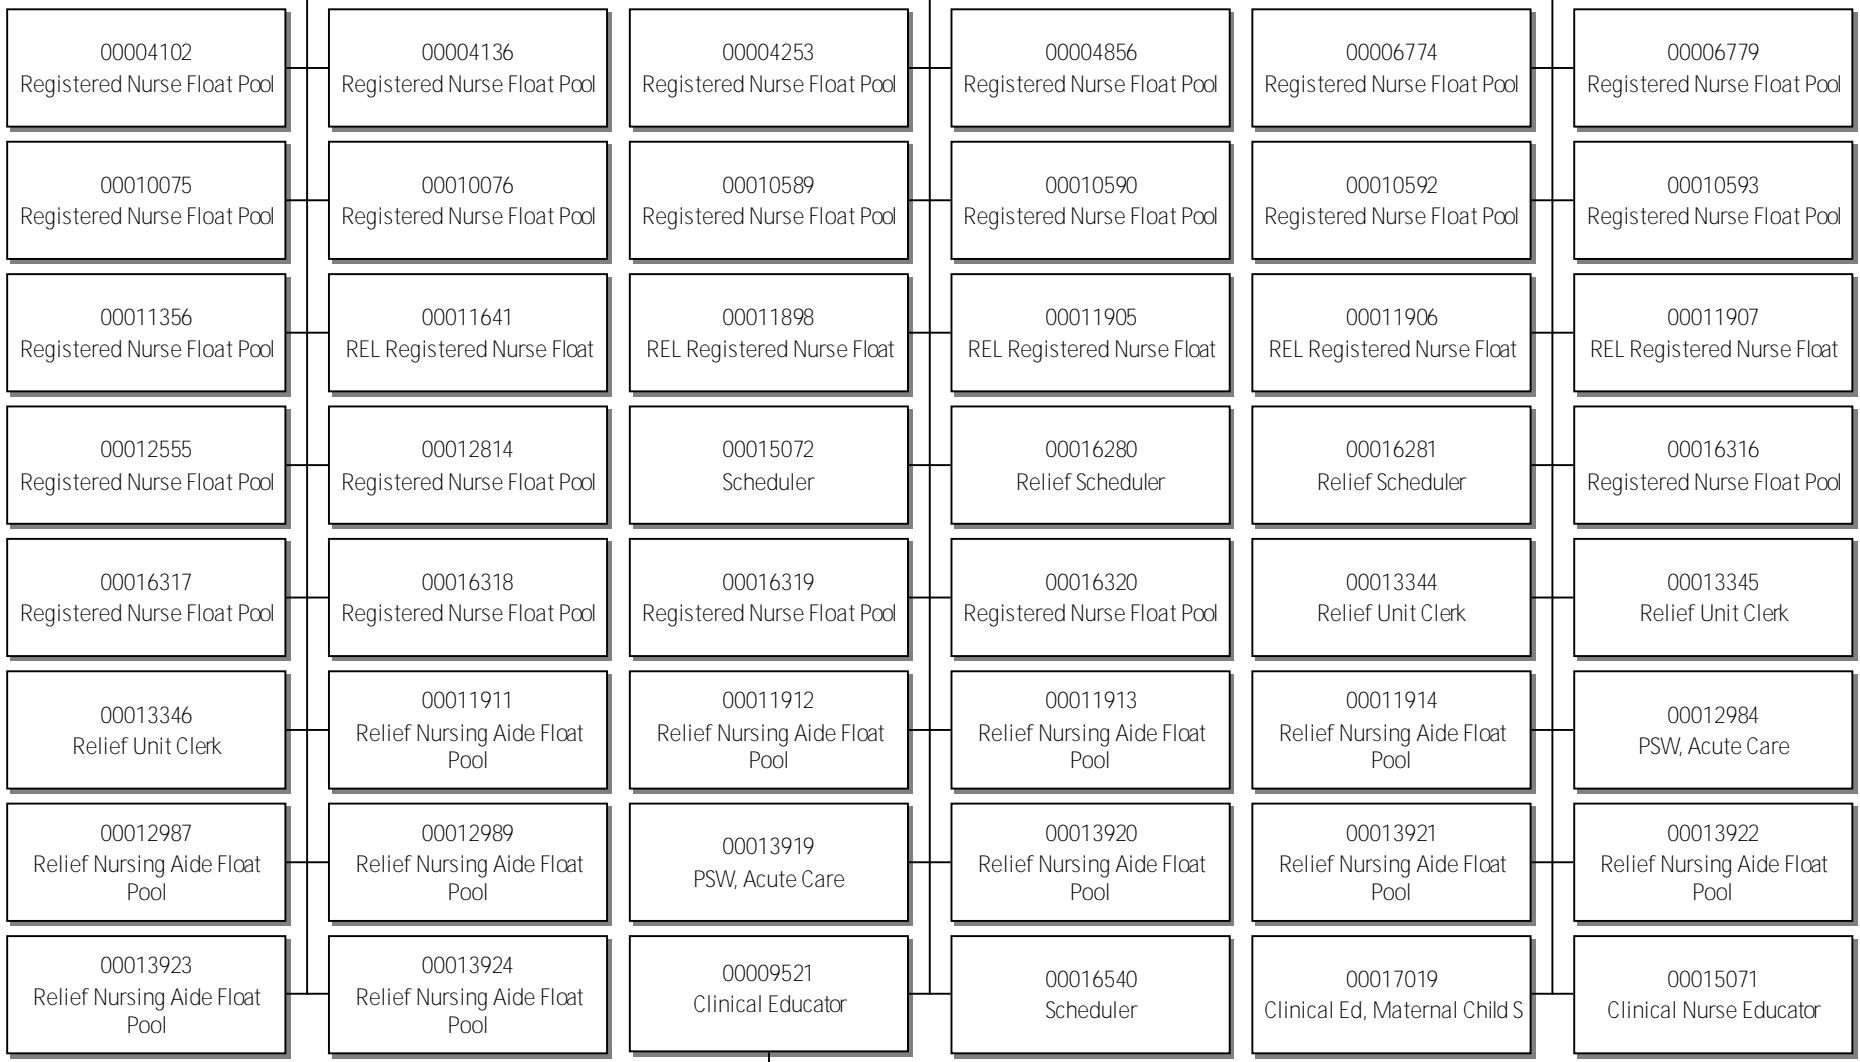 00004102
Registered Nurse Float Pool
00004136
Registered Nurse Float Pool
00004253
Registered Nurse Float Pool
00004856
Registered Nurse Float Pool
00006774
Registered Nurse Float Pool
00006779
Registered Nurse Float Pool
00010075
Registered Nurse Float Pool
00010076
Registered Nurse Float Pool
00010589
Registered Nurse Float Pool
00010590
Registered Nurse Float Pool
00010592
Registered Nurse Float Pool
00010593
Registered Nurse Float Pool
00011356
Registered Nurse Float Pool
00011641
REL Registered Nurse Float
00011898
REL Registered Nurse Float
00011905
REL Registered Nurse Float
00011906
REL Registered Nurse Float
00011907
REL Registered Nurse Float
00012555
Registered Nurse Float Pool
00012814
Registered Nurse Float Pool
00015072
Scheduler
00016280
Relief Scheduler
00016281
Relief Scheduler
00016316
Registered Nurse Float Pool
00016317
Registered Nurse Float Pool
00016318
Registered Nurse Float Pool
00016319
Registered Nurse Float Pool
00016320
Registered Nurse Float Pool
00013344
Relief Unit Clerk
00013345
Relief Unit Clerk
00013346
Relief Unit Clerk
00011911
Relief Nursing Aide Float
Pool
00011912
Relief Nursing Aide Float
Pool
00011913
Relief Nursing Aide Float
Pool
00011914
Relief Nursing Aide Float
Pool
00012984
PSW, Acute Care
00012987
Relief Nursing Aide Float
Pool
00012989
Relief Nursing Aide Float
Pool
00013919
PSW, Acute Care
00013920
Relief Nursing Aide Float
Pool
00013921
Relief Nursing Aide Float
Pool
00013922
Relief Nursing Aide Float
Pool
00013923
Relief Nursing Aide Float
Pool
00013924
Relief Nursing Aide Float
Pool
00009521
Clinical Educator
00016540
Scheduler
00017019
Clinical Ed, Maternal Child S
00015071
Clinical Nurse Educator